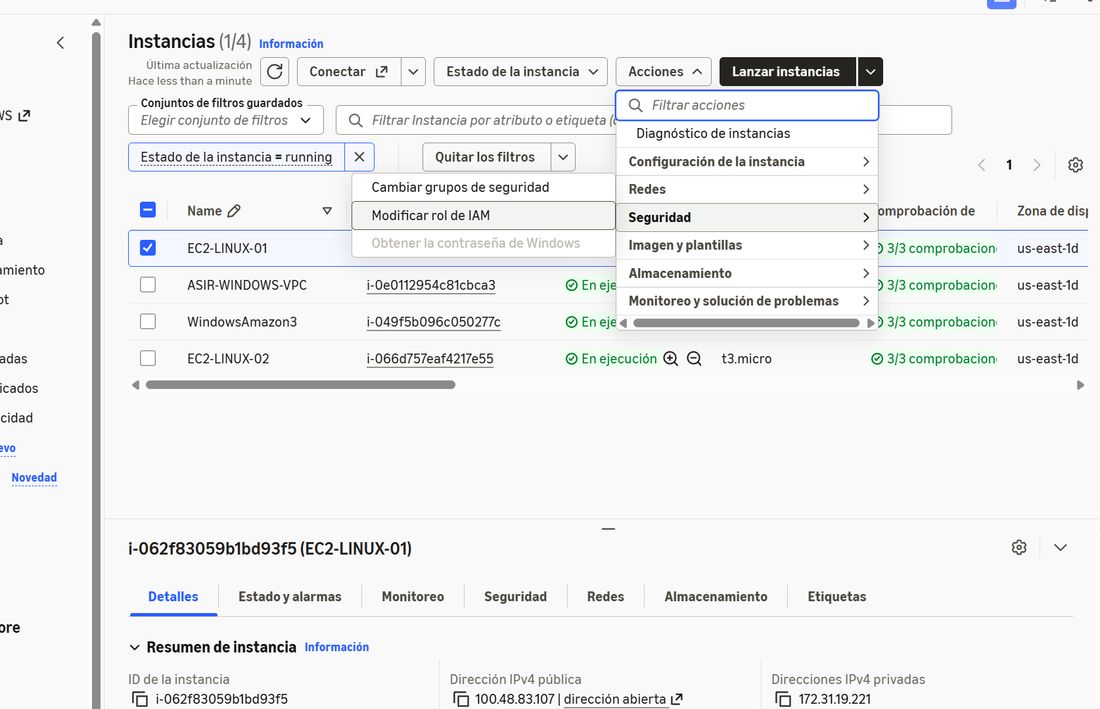 Instancias (1/4) Información
Última actualización
Hace less than a minute
Conectar
Estado de la instancia
Acciones
Lanzar instancias
Conjuntos de filtros guardados
Elegir conjunto de filtros
Filtrar Instancia por atributo o etiqueta (
Filtrar acciones
Diagnóstico de instancias
Configuración de la instancia
Redes
Seguridad
Imagen y plantillas
Almacenamiento
Monitoreo y solución de problemas
Estado de la instancia = running
Quitar los filtros
1
Cambiar grupos de seguridad
Modificar rol de IAM
Obtener la contraseña de Windows
Name omprobación de Zona de disp
EC2-LINUX-01 3/3 comprobacion us-east-1d
ASIR-WINDOWS-VPC i-0e0112954c81cbca3 En eje 3/3 comprobacion us-east-1d
WindowsAmazon3 i-049f5b096c050277c En eje 3/3 comprobacion us-east-1d
EC2-LINUX-02 i-066d757eaf4217e55 En ejecución t3.micro 3/3 comprobacion us-east-1d
WS
a
amiento
ot
adas
icados
cidad
evo
Novedad
ore
i-062f83059b1bd93f5 (EC2-LINUX-01)
Detalles Estado y alarmas Monitoreo Seguridad Redes Almacenamiento Etiquetas
Resumen de instancia Información
ID de la instancia
i-062f83059b1bd93f5
Dirección IPv4 pública
100.48.83.107 | dirección abierta
Direcciones IPv4 privadas
172.31.19.221